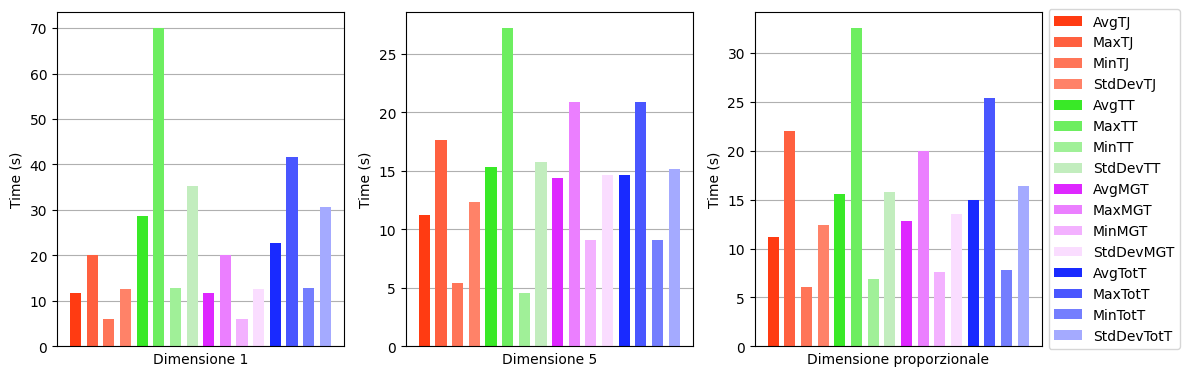 Time (s)
70
60
50
40
30
20
10
0
Dimensione 1
Time (s)
25
20
15
10
5
0
Dimensione 5
Time (s)
30
25
20
15
10
5
0
Dimensione proporzionale
AvgTJ
MaxTJ
MinTJ
StdDevTJ
AvgTT
MaxTT
MinTT
StdDevTT
AvgMGT
MaxMGT
MinMGT
StdDevMGT
AvgTotT
MaxTotT
MinTotT
StdDevTotT